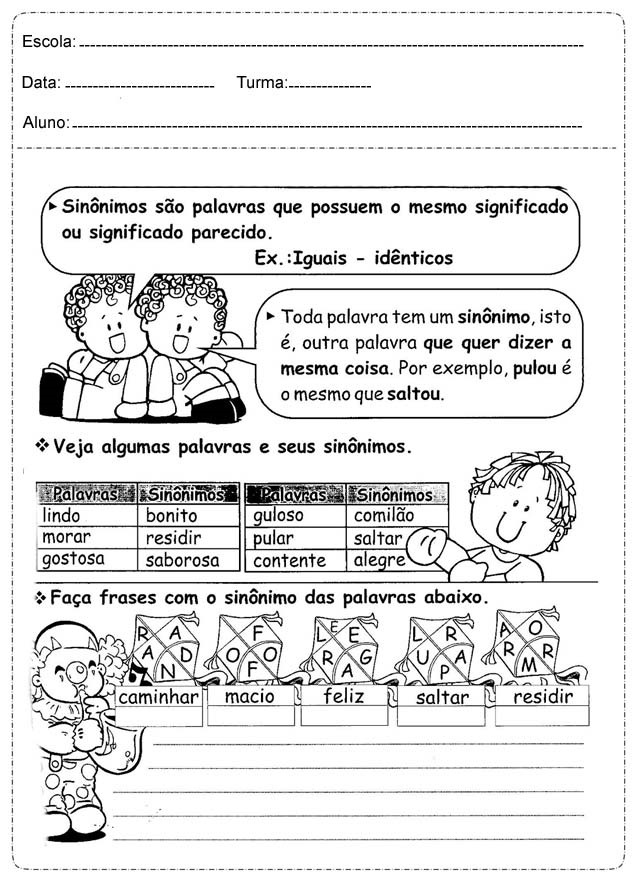 Escola:
Data: Turma:
Aluno:
Sinônimos são palavras que possuem o mesmo significado
ou significado parecido.
Ex.:Iguais - idênticos
Toda palavra tem um sinônimo, isto
é, outra palavra que quer dizer a
mesma coisa. Por exemplo, pulou é
o mesmo que saltou.
Veja algumas palavras e seus sinônimos.
Palavras Sinônimos Palavras Sinônimos
lindo bonito guloso comilão
morar residir pular saltar
gostosa saborosa contente alegre
Faça frases com o sinônimo das palavras abaixo.
R A F L E E L R A O
A N D O F O R A G U P A R M R
caminhar macio feliz saltar residir